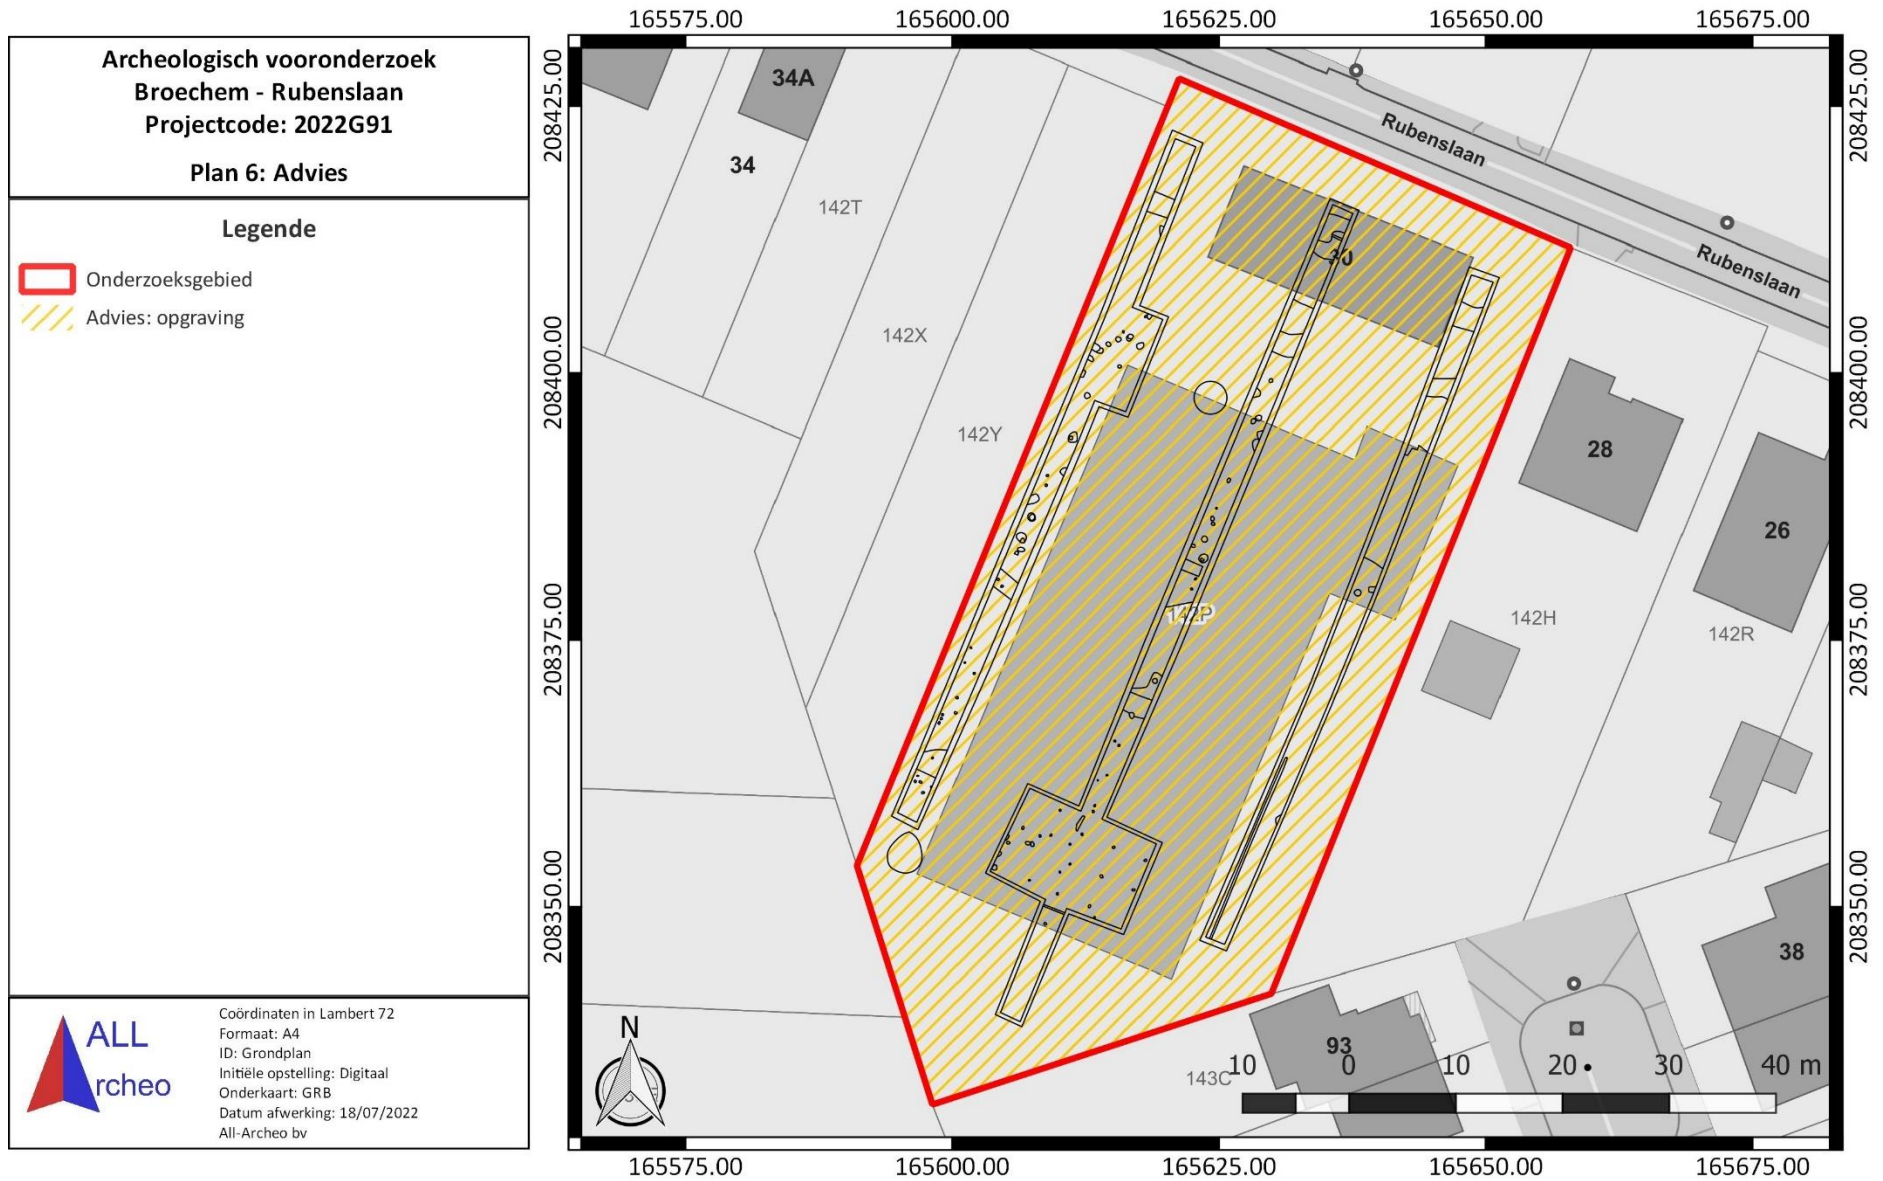 Archeologisch vooronderzoek
Broechem - Rubenslaan
Projectcode: 2022G91
Plan 6: Advies
Legende
Onderzoeksgebied
Advies: opgraving
ALL
rcheo
Coördinaten in Lambert 72
Formaat: A4
ID: Grondplan
Initiële opstelling: Digitaal
Onderkaart: GRB
Datum afwerking: 18/07/2022
All-Archeo bv
165575.00 165600.00 165625.00 165650.00 165675.00
208425.00
208400.00
208375.00
208350.00
34A
34
142T
142X
142Y
Rubenslaan
Rubenslaan
30
28
26
142P
142H
142R
38
93
143C
N
10 0 10 20 30 40 m
208425.00
208400.00
208375.00
208350.00
165575.00 165600.00 165625.00 165650.00 165675.00